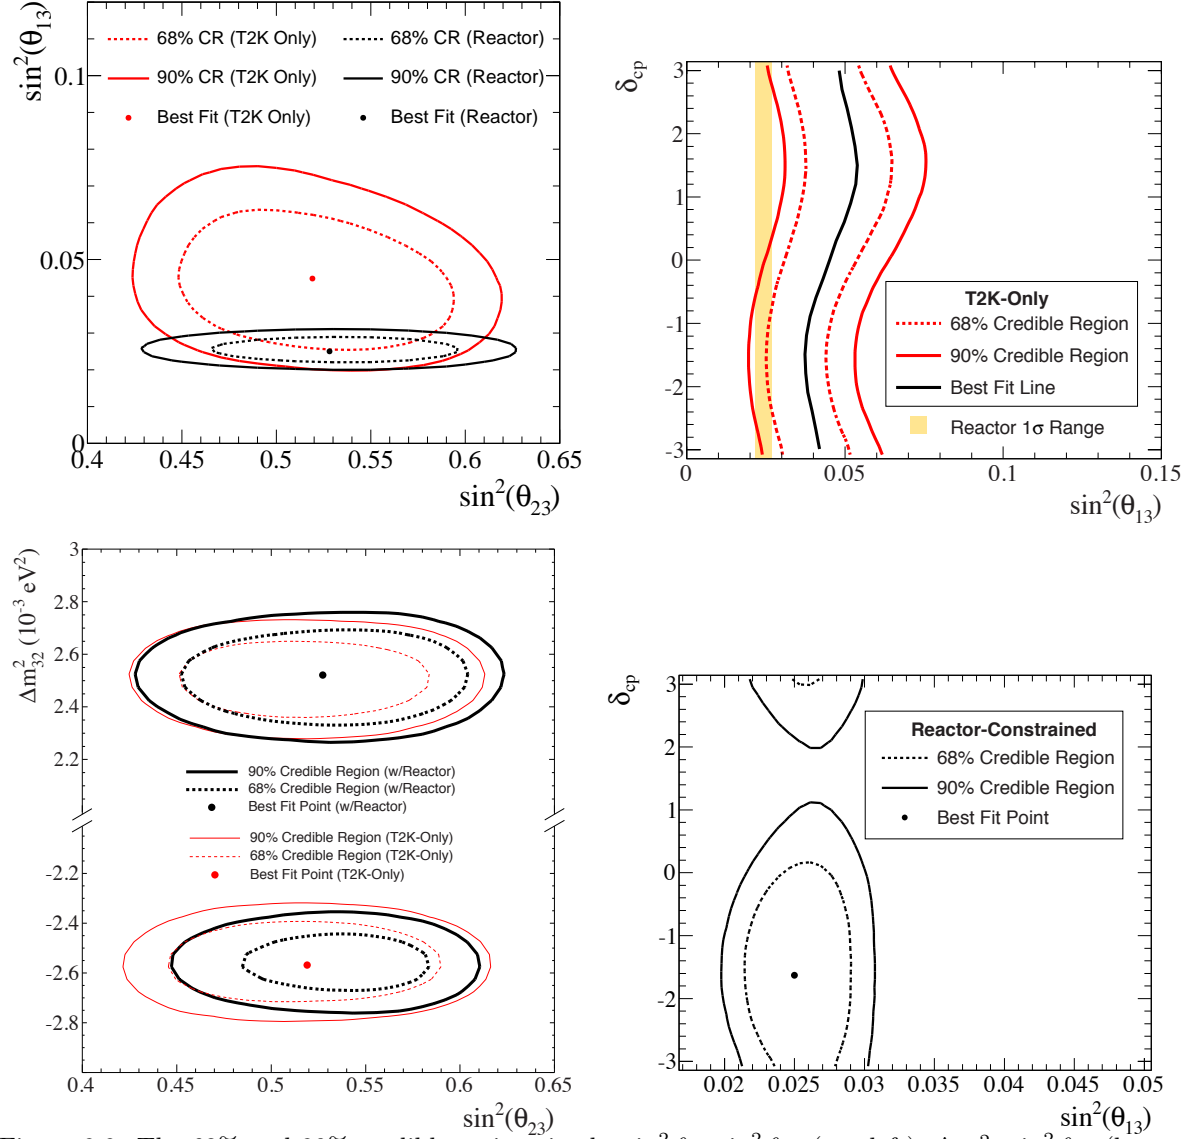 sin²(θ₁₃)
68% CR (T2K Only)
68% CR (Reactor)
90% CR (T2K Only)
90% CR (Reactor)
Best Fit (T2K Only)
Best Fit (Reactor)
0.1
0.05
0
0.4 0.45 0.5 0.55 0.6 0.65
sin²(θ₂₃)
δcp
3
2
1
0
-1
-2
-3
T2K-Only
68% Credible Region
90% Credible Region
Best Fit Line
Reactor 1σ Range
0 0.05 0.1 0.15
sin²(θ₁₃)
Δm²₃₂ (10⁻³ eV²)
3
2.8
2.6
2.4
2.2
90% Credible Region (w/Reactor)
68% Credible Region (w/Reactor)
Best Fit Point (w/Reactor)
90% Credible Region (T2K-Only)
68% Credible Region (T2K-Only)
Best Fit Point (T2K-Only)
-2.2
-2.4
-2.6
-2.8
0.4 0.45 0.5 0.55 0.6 0.65
sin²(θ₂₃)
δcp
3
2
1
0
-1
-2
-3
Reactor-Constrained
68% Credible Region
90% Credible Region
Best Fit Point
0.02 0.025 0.03 0.035 0.04 0.045 0.05
sin²(θ₁₃)